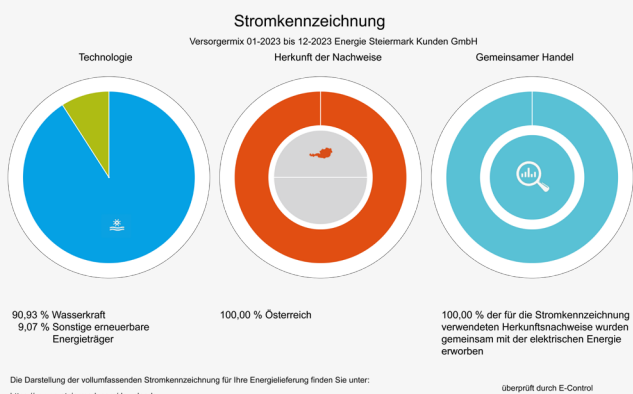 Stromkennzeichnung
Versorgermix 01-2023 bis 12-2023 Energie Steiermark Kunden GmbH
Technologie
Herkunft der Nachweise
Gemeinsamer Handel
90,93 % Wasserkraft
9,07 % Sonstige erneuerbare
Energieträger
100,00 % Österreich
100,00 % der für die Stromkennzeichnung
verwendeten Herkunftsnachweise wurden
gemeinsam mit der elektrischen Energie
erworben
Die Darstellung der vollumfassenden Stromkennzeichnung für Ihre Energielieferung finden Sie unter:
überprüft durch E-Control